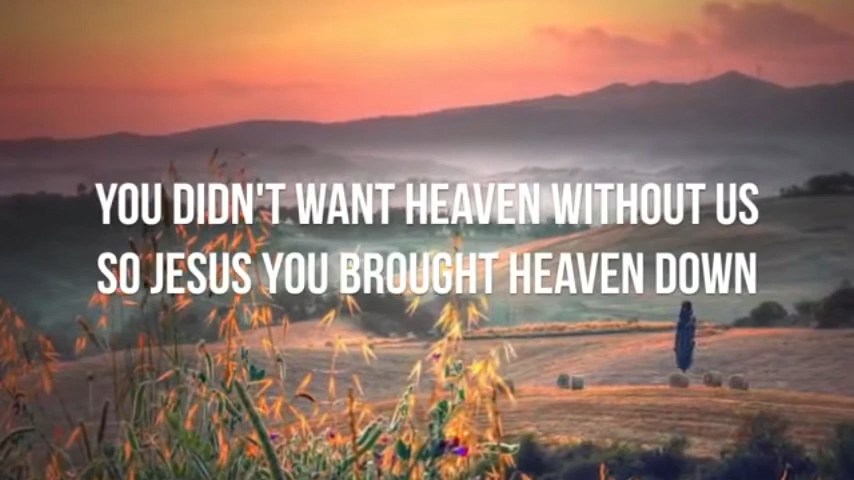 YOU DIDN'T WANT HEAVEN WITHOUT US
SO JESUS YOU BROUGHT HEAVEN DOWN